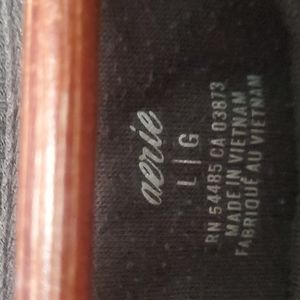 aerie
L|G
RN 54485 CA 03873
MADE IN VIETNAM
FABRIQUÉ AU VIETNAM